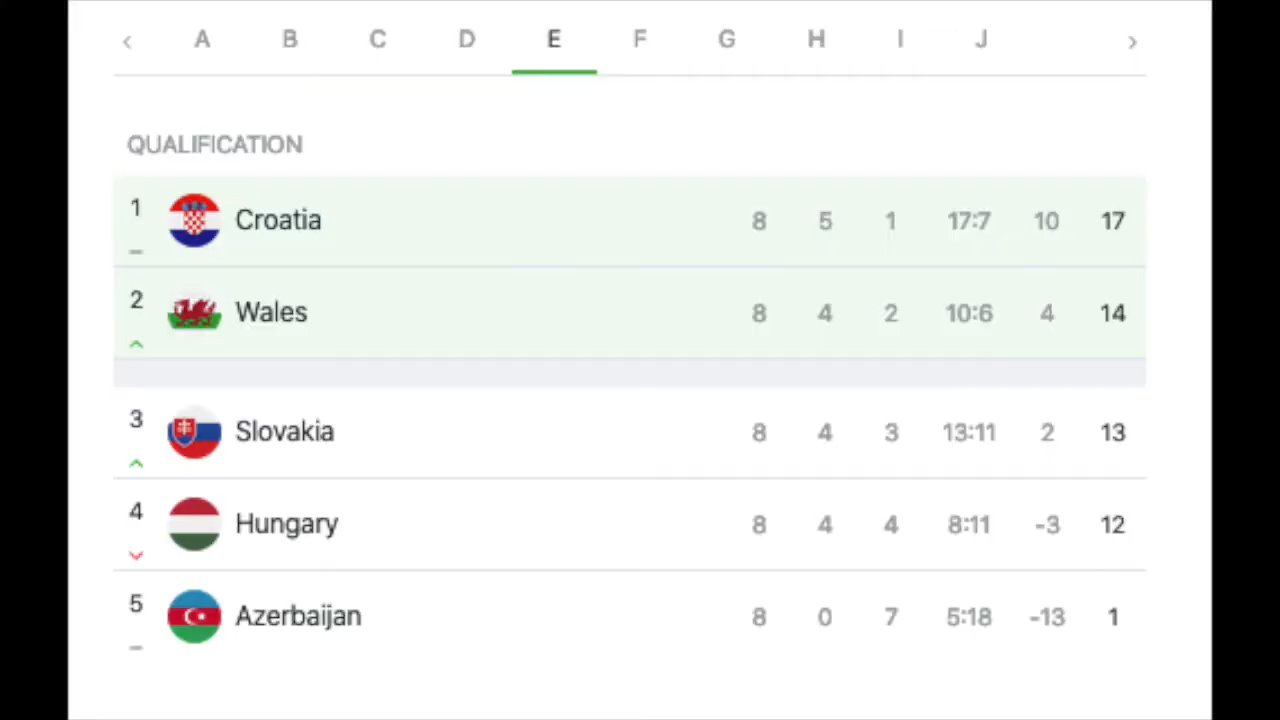 A B C D E F G H I J
QUALIFICATION
1 Croatia 8 5 1 17:7 10 17
2 Wales 8 4 2 10:6 4 14
3 Slovakia 8 4 3 13:11 2 13
4 Hungary 8 4 4 8:11 -3 12
5 Azerbaijan 8 0 7 5:18 -13 1